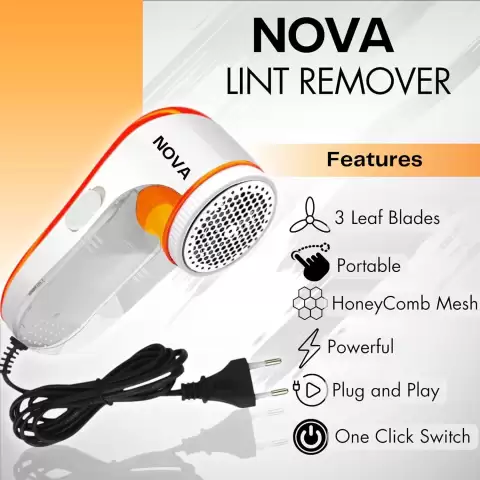 NOVA
LINT REMOVER
NOVA
Features
3 Leaf Blades
Portable
HoneyComb Mesh
Powerful
Plug and Play
One Click Switch